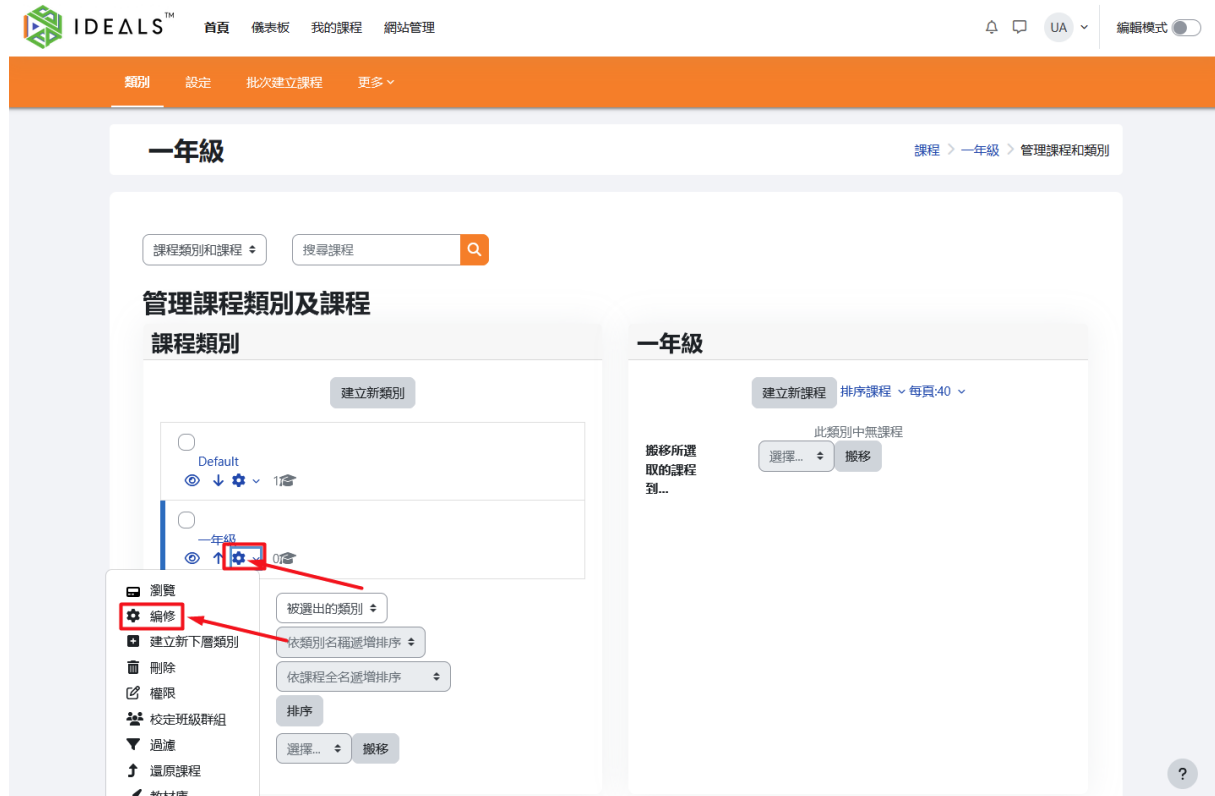 IDEALS™ 首頁 儀表板 我的課程 網站管理 UA 編輯模式
類別 設定 批次建立課程 更多
一年級 課程 一年級 管理課程和類別
課程類別和課程 搜尋課程
管理課程類別及課程
課程類別
建立新類別
Default
1
一年級
0
瀏覽
編修
建立新下層類別
刪除
權限
校定班級群組
過濾
還原課程
被選出的類別
依類別名稱遞增排序
依課程全名遞增排序
排序
選擇... 搬移
一年級
建立新課程 排序課程 每頁:40
此類別中無課程
搬移所選
取的課程
到...
選擇... 搬移
?